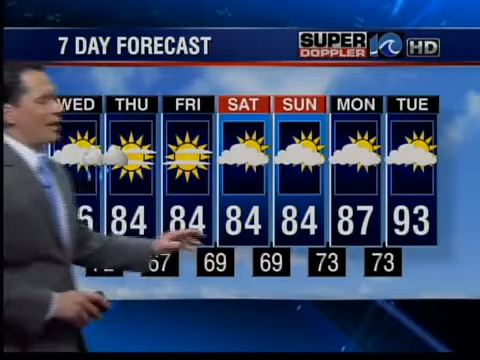 7 DAY FORECAST
SUPER DOPPLER 10 HD
WED THU FRI SAT SUN MON TUE
84 84 84 84 87 93
69 69 73 73